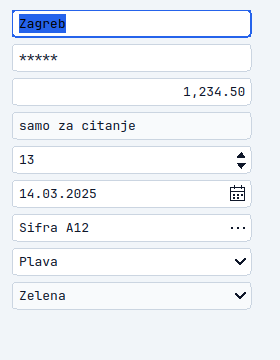 Zagreb
*****
1,234.50
samo za citanje
13
14.03.2025
Sifra A12
Plava
Zelena